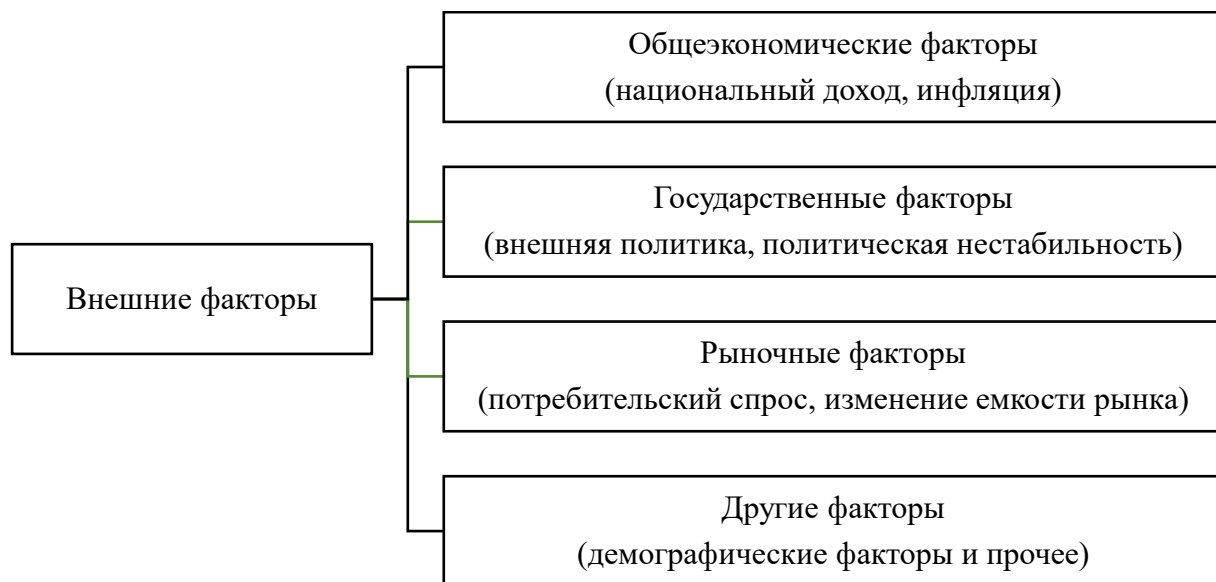 Общеэкономические факторы
(национальный доход, инфляция)
Государственные факторы
(внешняя политика, политическая нестабильность)
Внешние факторы
Рыночные факторы
(потребительский спрос, изменение емкости рынка)
Другие факторы
(демографические факторы и прочее)